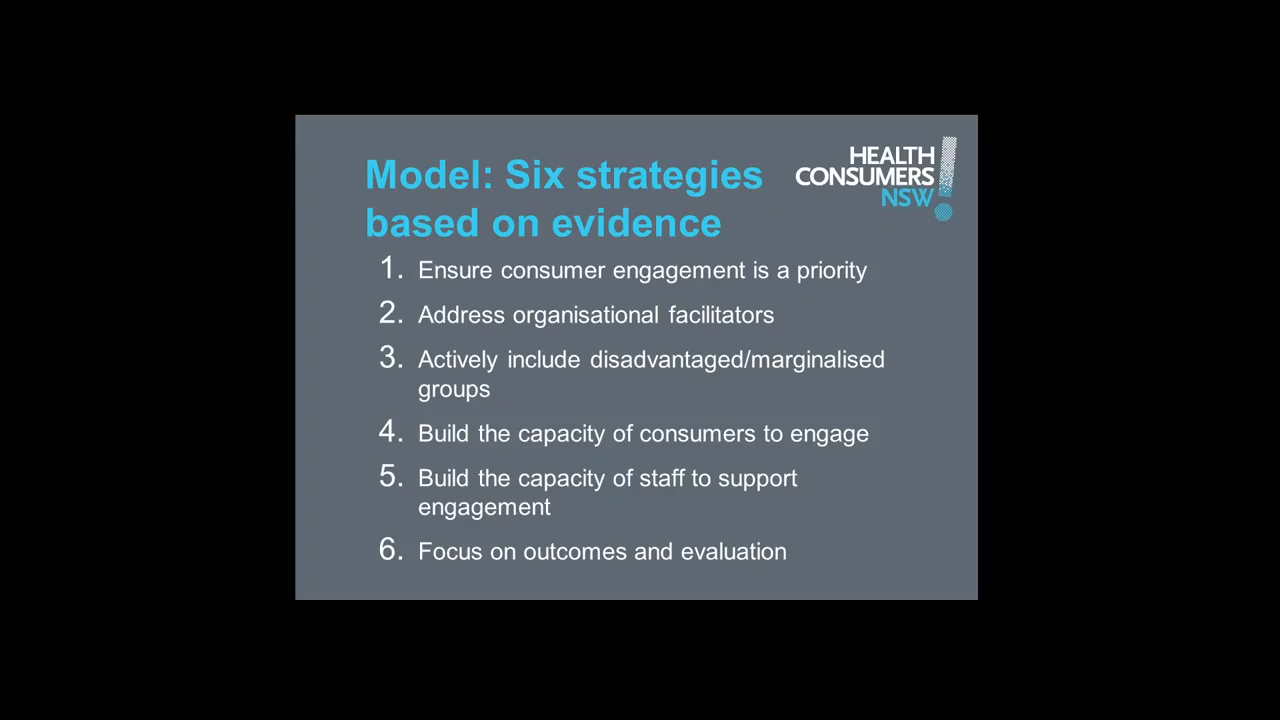 Model: Six strategies
based on evidence
HEALTH
CONSUMERS
NSW
1. Ensure consumer engagement is a priority
2. Address organisational facilitators
3. Actively include disadvantaged/marginalised
groups
4. Build the capacity of consumers to engage
5. Build the capacity of staff to support
engagement
6. Focus on outcomes and evaluation